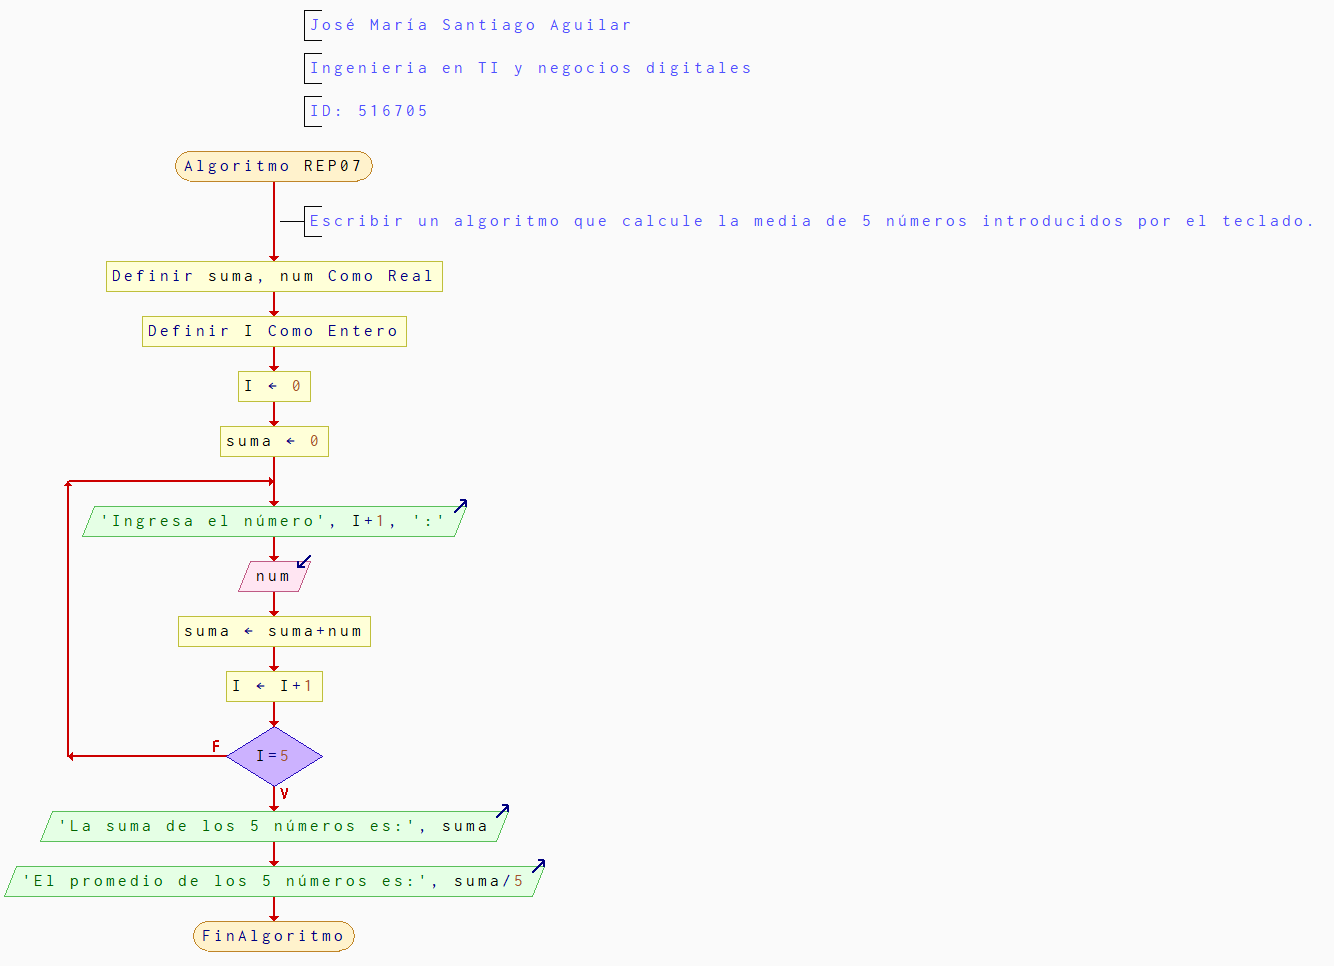 José María Santiago Aguilar
Ingenieria en TI y negocios digitales
ID: 516705
Algoritmo REP07
Escribir un algoritmo que calcule la media de 5 números introducidos por el teclado.
Definir suma, num Como Real
Definir I Como Entero
I ← 0
suma ← 0
'Ingresa el número', I+1, ':'
num
suma ← suma+num
I ← I+1
F
I=5
V
'La suma de los 5 números es:', suma
'El promedio de los 5 números es:', suma/5
FinAlgoritmo